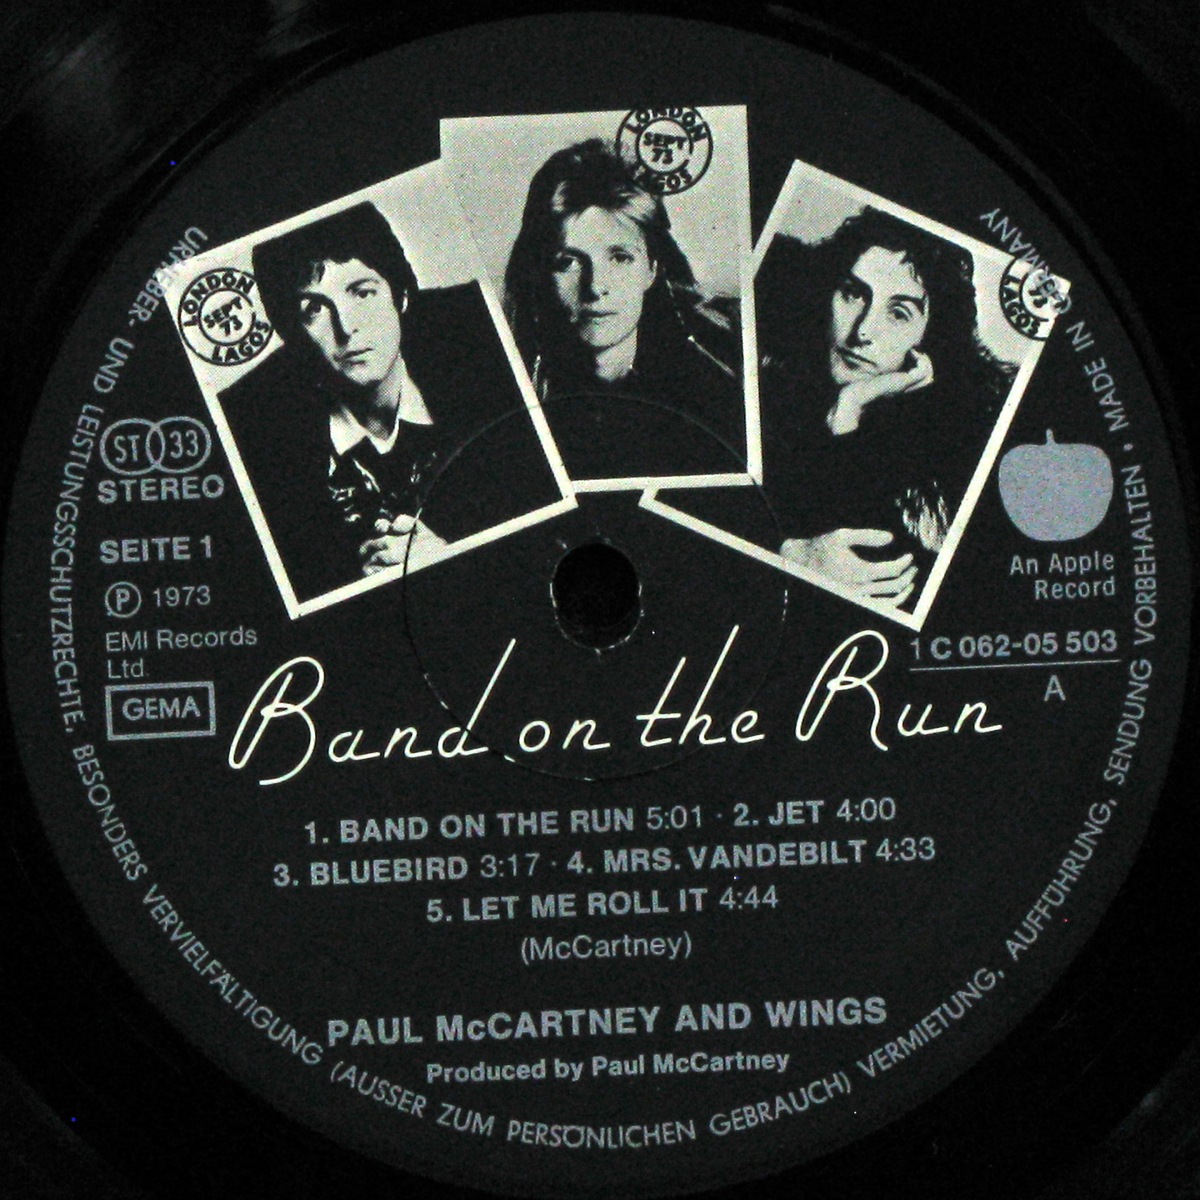 LONDON
SEPT
73
LAGOS
LONDON
SEPT
73
LAGOS
73
LAGOS
ST 33
STEREO
SEITE 1
Ⓟ 1973
EMI Records
Ltd.
GEMA
An Apple
Record
1 C 062-05 503
A
Band on the Run
1. BAND ON THE RUN 5:01 · 2. JET 4:00
3. BLUEBIRD 3:17 · 4. MRS. VANDEBILT 4:33
5. LET ME ROLL IT 4:44
(McCartney)
PAUL McCARTNEY AND WINGS
Produced by Paul McCartney
URHEBER- UND LEISTUNGSSCHUTZRECHTE, BESONDERS VERVIELFÄLTIGUNG (AUSSER ZUM PERSÖNLICHEN GEBRAUCH) VERMIETUNG, AUFFÜHRUNG, SENDUNG VORBEHALTEN · MADE IN GERMANY